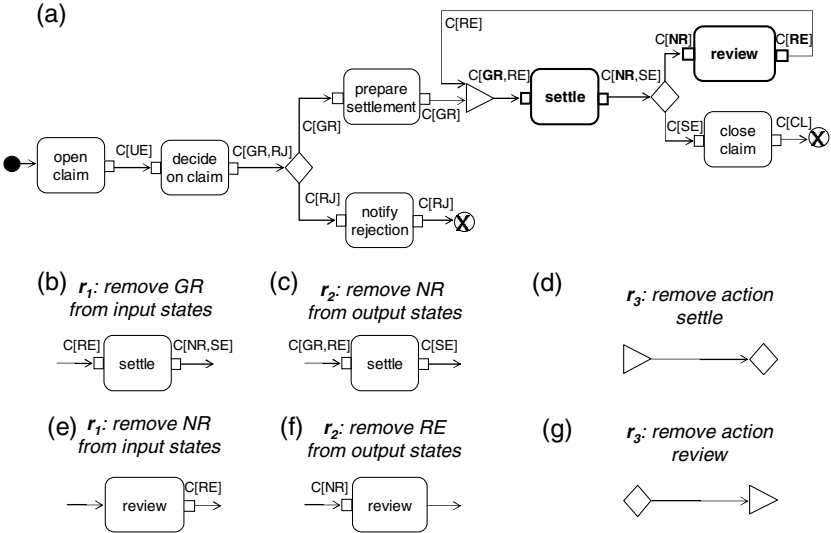 (a)
C[RE]
C[NR]
review
C[RE]
C[GR,RE]
C[NR,SE]
prepare
settlement
settle
C[GR]
C[GR]
C[SE]
C[CL]
close
claim
X
C[UE]
C[GR,RJ]
open
claim
decide
on claim
C[RJ]
C[RJ]
notify
rejection
X
(b)
r1: remove GR
from input states
C[RE]
C[NR,SE]
settle
(c)
r2: remove NR
from output states
C[GR,RE]
C[SE]
settle
(d)
r3: remove action
settle
(e)
r1: remove NR
from input states
C[RE]
review
(f)
r2: remove RE
from output states
C[NR]
review
(g)
r3: remove action
review